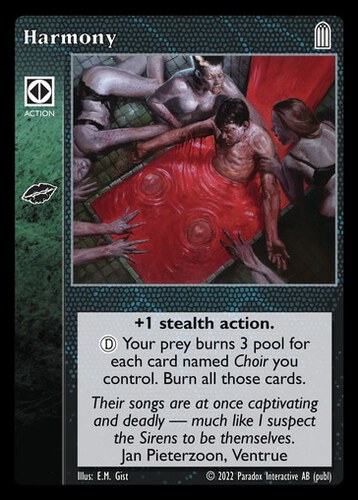 Harmony
ACTION
+1 stealth action.
D Your prey burns 3 pool for
each card named Choir you
control. Burn all those cards.
Their songs are at once captivating
and deadly — much like I suspect
the Sirens to be themselves.
Jan Pieterzoon, Ventrue
Illus: E.M. Gist © 2022 Paradox Interactive AB (publ)